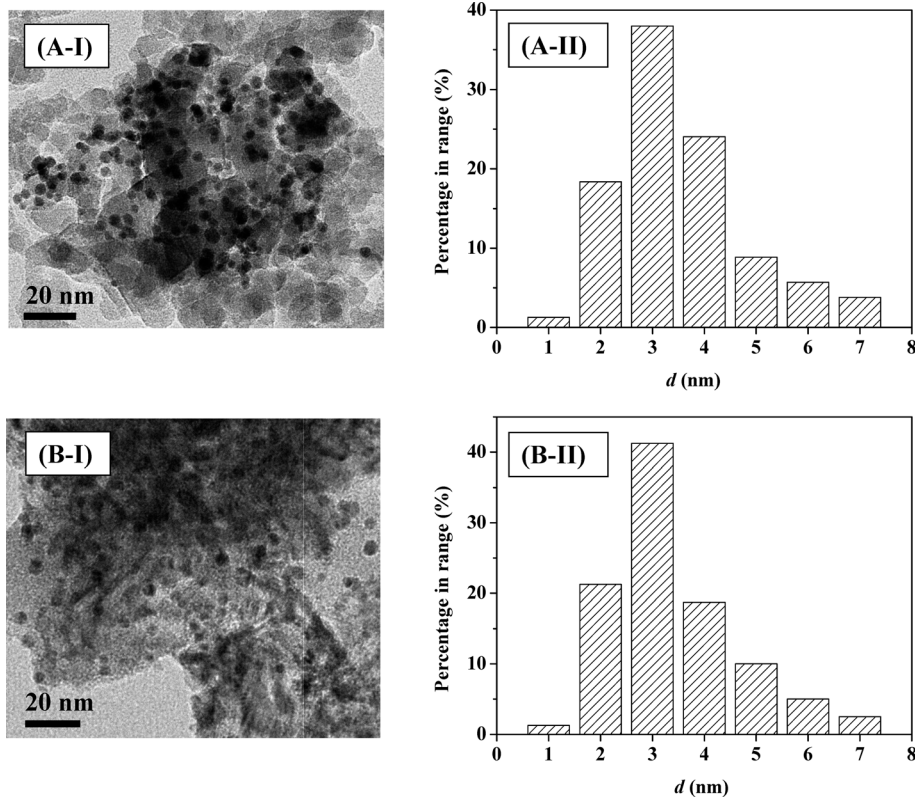 (A-I)
20 nm
(A-II)
Percentage in range (%)
40
30
20
10
0
0 1 2 3 4 5 6 7 8
d (nm)
(B-I)
20 nm
(B-II)
Percentage in range (%)
40
30
20
10
0
0 1 2 3 4 5 6 7 8
d (nm)